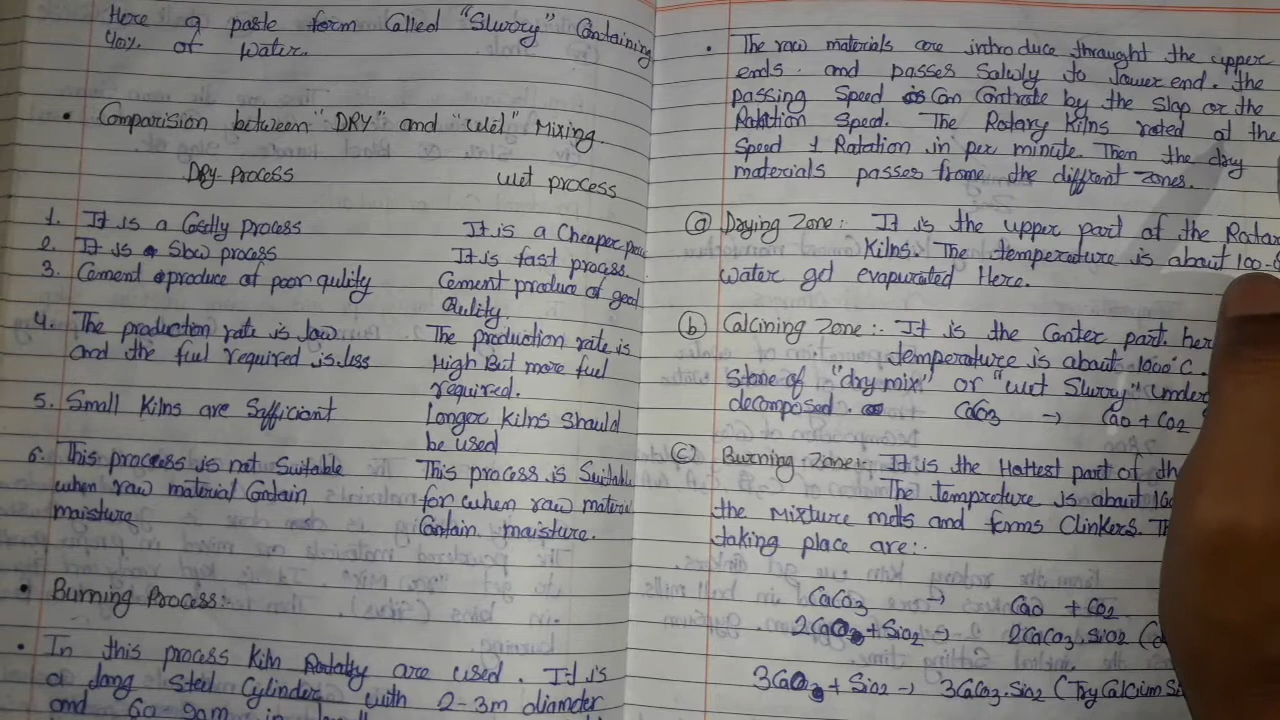 Here a paste form Called "Slurry" Containing
40% of Water.
• Comparision between "DRY" and "Wet" Mixing.
DRY Process
Wet process
1. It is a Costly process
It is a Cheaper
2. It is Slow process
It is fast process.
3. Cement produce of poor qulity
Cement produce of good
Qulity.
4. The production rate is low
and the fuel required is less
The production rate is
High But more fuel
required.
5. Small Kilns are Sufficiant
Longer Kilns should
be used
6. This process is not Suitable
when raw material Contain
maisture
This process is Suitable
for when raw material
Contain maisture.
• Burning Process:-
• In this process Kiln are used. It is
a long Steel Cylinder with 2-3m diameter
and
• The raw materials are introduce throught the upper
ends. and passes Salwly to lower end. the
passing Speed Can Controle by the Slop or the
Rotation Speed. The Rotary Kilns rated at the
Speed 1 Rotation in per minute. Then the dry
materials passes frome the diffrent zones.
(a) Drying Zone:- It is the upper part of the
Kilns. The temperature is about 100-
Water get evapurated Here.
(b) Calcining Zone:- It is the Center part.
temperature is about 1000°C.
Stone of "dry mix" or "wet Slurry"
decomposed. CaCo3 → Cao + Co2
(c) Burning Zone:- It is the Hattest part of
The Tempreture is about
the Mixture melts and forms Clinkers.
taking place are:-
CaCo3 → Cao + Co2
+ Sio2 → 2CaCo3.Sio2
+ Sio2 → 3CaCo3.Sio2 (Try Calcium